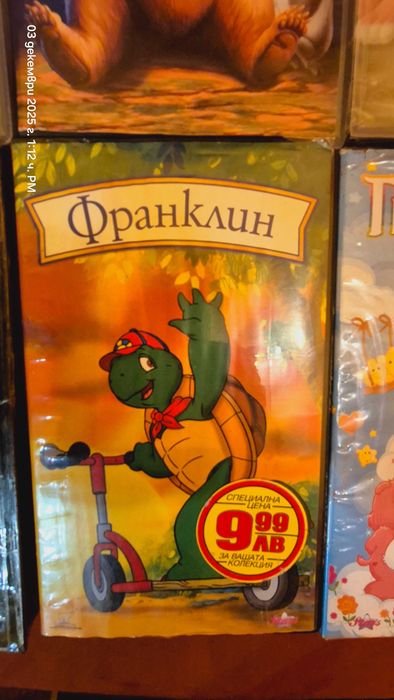 03 декември 2025 г. 1:12 ч. PM
Франклин
СПЕЦИАЛНА
ЦЕНА
9 99
ЛВ
ЗА ВАШАТА
КОЛЕКЦИЯ